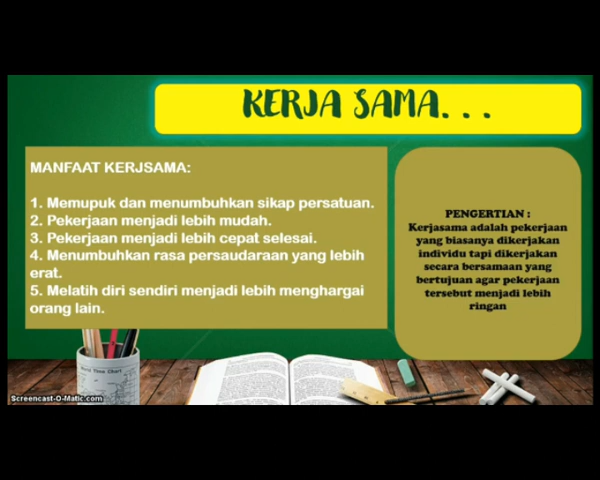 KERJA SAMA. . .
MANFAAT KERJSAMA:
1. Memupuk dan menumbuhkan sikap persatuan.
2. Pekerjaan menjadi lebih mudah.
3. Pekerjaan menjadi lebih cepat selesai.
4. Menumbuhkan rasa persaudaraan yang lebih
erat.
5. Melatih diri sendiri menjadi lebih menghargai
orang lain.
PENGERTIAN :
Kerjasama adalah pekerjaan
yang biasanya dikerjakan
individu tapi dikerjakan
secara bersamaan yang
bertujuan agar pekerjaan
tersebut menjadi lebih
ringan
Time Chart
Screencast-O-Matic.com